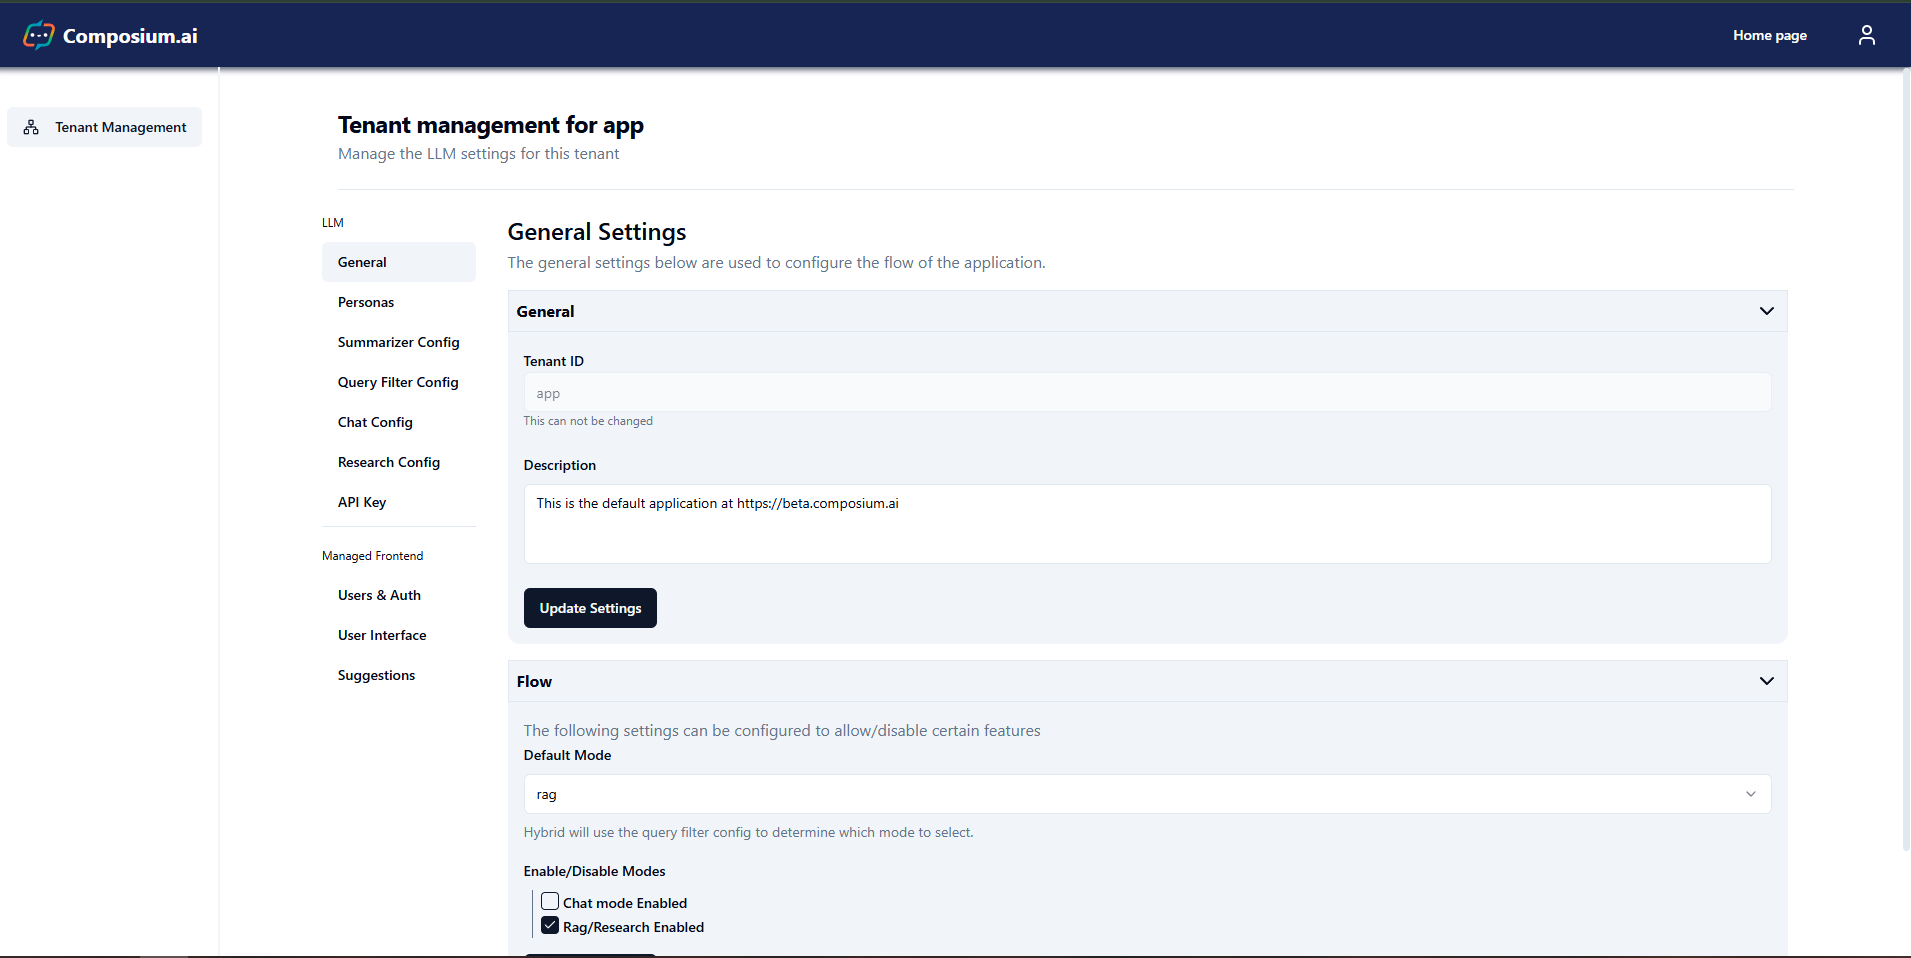 Composium.ai
Home page
Tenant Management
Tenant management for app
Manage the LLM settings for this tenant
LLM
General
Personas
Summarizer Config
Query Filter Config
Chat Config
Research Config
API Key
Managed Frontend
Users & Auth
User Interface
Suggestions
General Settings
The general settings below are used to configure the flow of the application.
General
Tenant ID
app
This can not be changed
Description
This is the default application at https://beta.composium.ai
Update Settings
Flow
The following settings can be configured to allow/disable certain features
Default Mode
rag
Hybrid will use the query filter config to determine which mode to select.
Enable/Disable Modes
Chat mode Enabled
Rag/Research Enabled